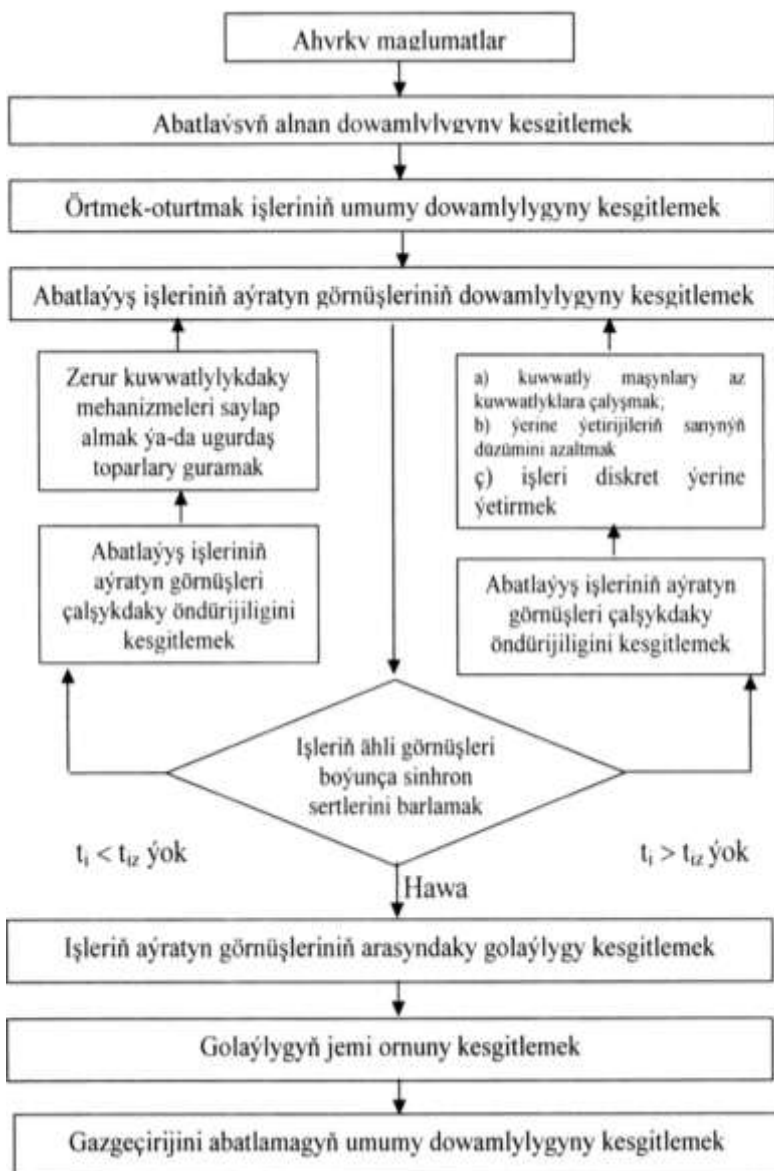 Ahyrky maglumatlar
Abatlaýşyň alnan dowamlylygyny kesgitlemek
Örtmek-oturtmak işleriniň umumy dowamlylygyny kesgitlemek
Abatlaýyş işleriniň aýratyn görnüşleriniň dowamlylygyny kesgitlemek
Zerur kuwwatlylykdaky
mehanizmeleri saylap
almak ýa-da ugurdaş
toparlary guramak
a) kuwwatly maşynlary az
kuwwatlyklara çalyşmak,
b) ýerine ýetirijileriň sanynyň
düzümini azaltmak
ç) işleri diskret ýerine
ýetirmek
Abatlaýyş işleriniň
aýratyn görnüşleri
çalşykdaky öndürijiligini
kesgitlemek
Abatlaýyş işleriniň aýratyn
görnüşleri çalşykdaky
öndürijiligini kesgitlemek
Işleriň ähli görnüşleri
boýunça sinhron
sertlerini barlamak
tᵢ < t_iz ýok
tᵢ > t_iz ýok
Hawa
Işleriň aýratyn görnüşleriniň arasyndaky golaýlygy kesgitlemek
Golaýlygyň jemi ornuny kesgitlemek
Gazgeçirijini abatlamagyň umumy dowamlylygyny kesgitlemek